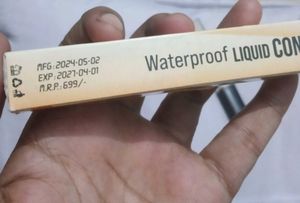 MFG: 2024-05-02
EXP: 2027-04-01
M.R.P.: 699/-
Waterproof LIQUID CON